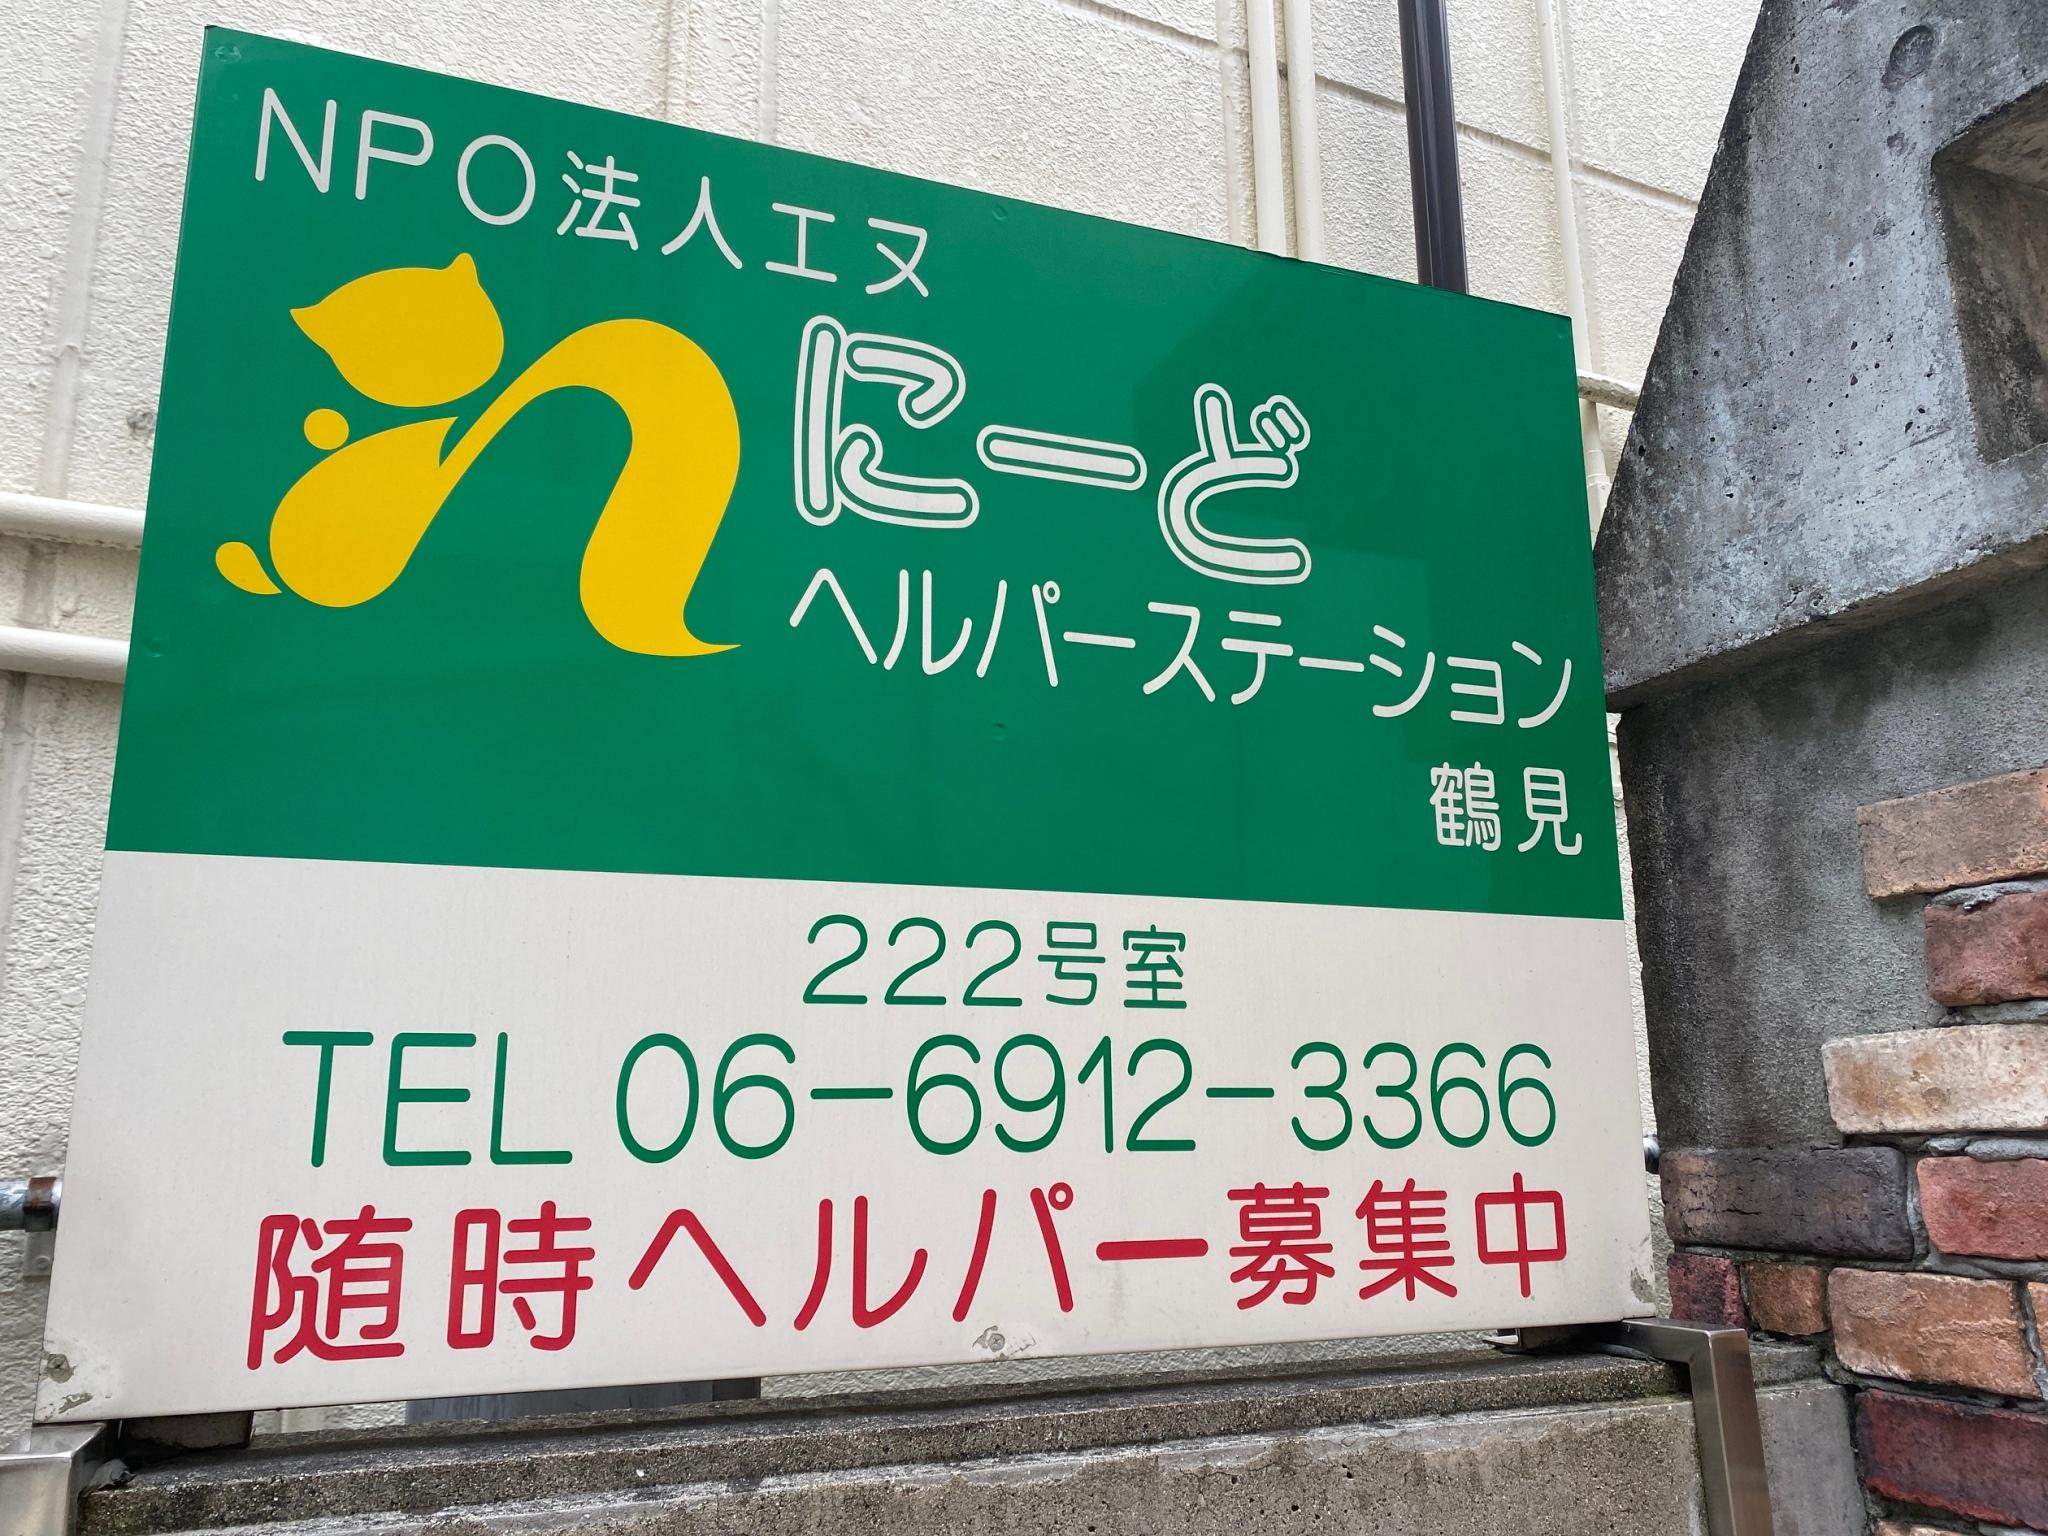 NPO法人エヌ
にーど
ヘルパーステーション
鶴見
222号室
TEL 06-6912-3366
随時ヘルパー募集中